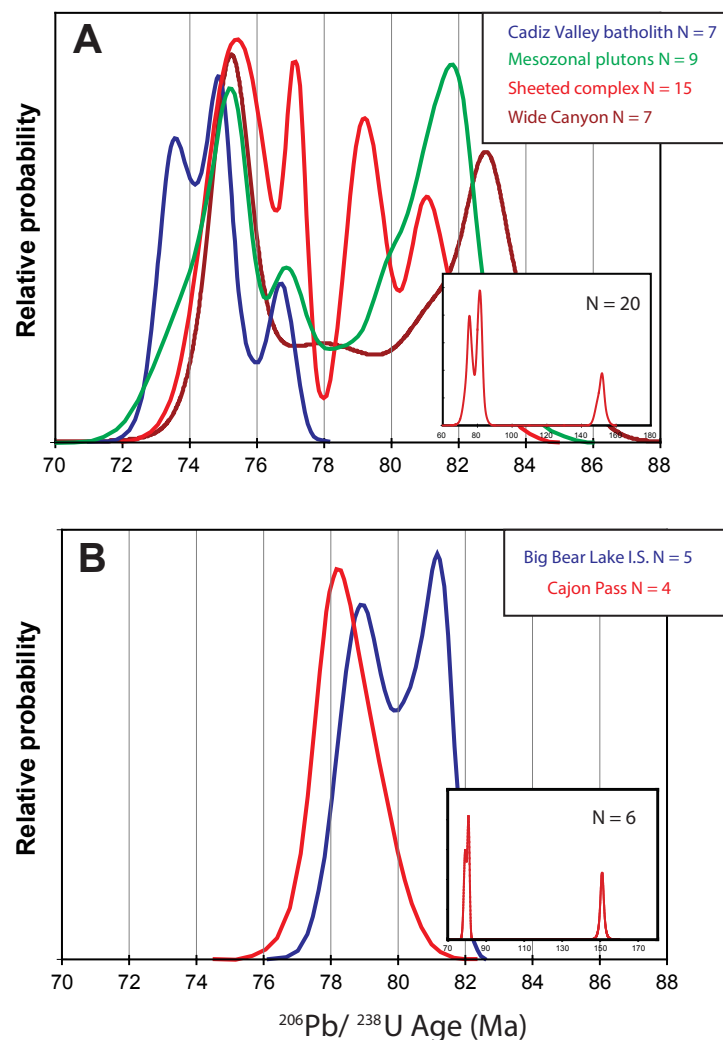 A
Cadiz Valley batholith N = 7
Mesozonal plutons N = 9
Sheeted complex N = 15
Wide Canyon N = 7
Relative probability
N = 20
60 80 100 120 140 160 180
70 72 74 76 78 80 82 84 86 88
B
Big Bear Lake I.S. N = 5
Cajon Pass N = 4
Relative probability
N = 6
70 90 110 130 150 170
70 72 74 76 78 80 82 84 86 88
206Pb/ 238U Age (Ma)